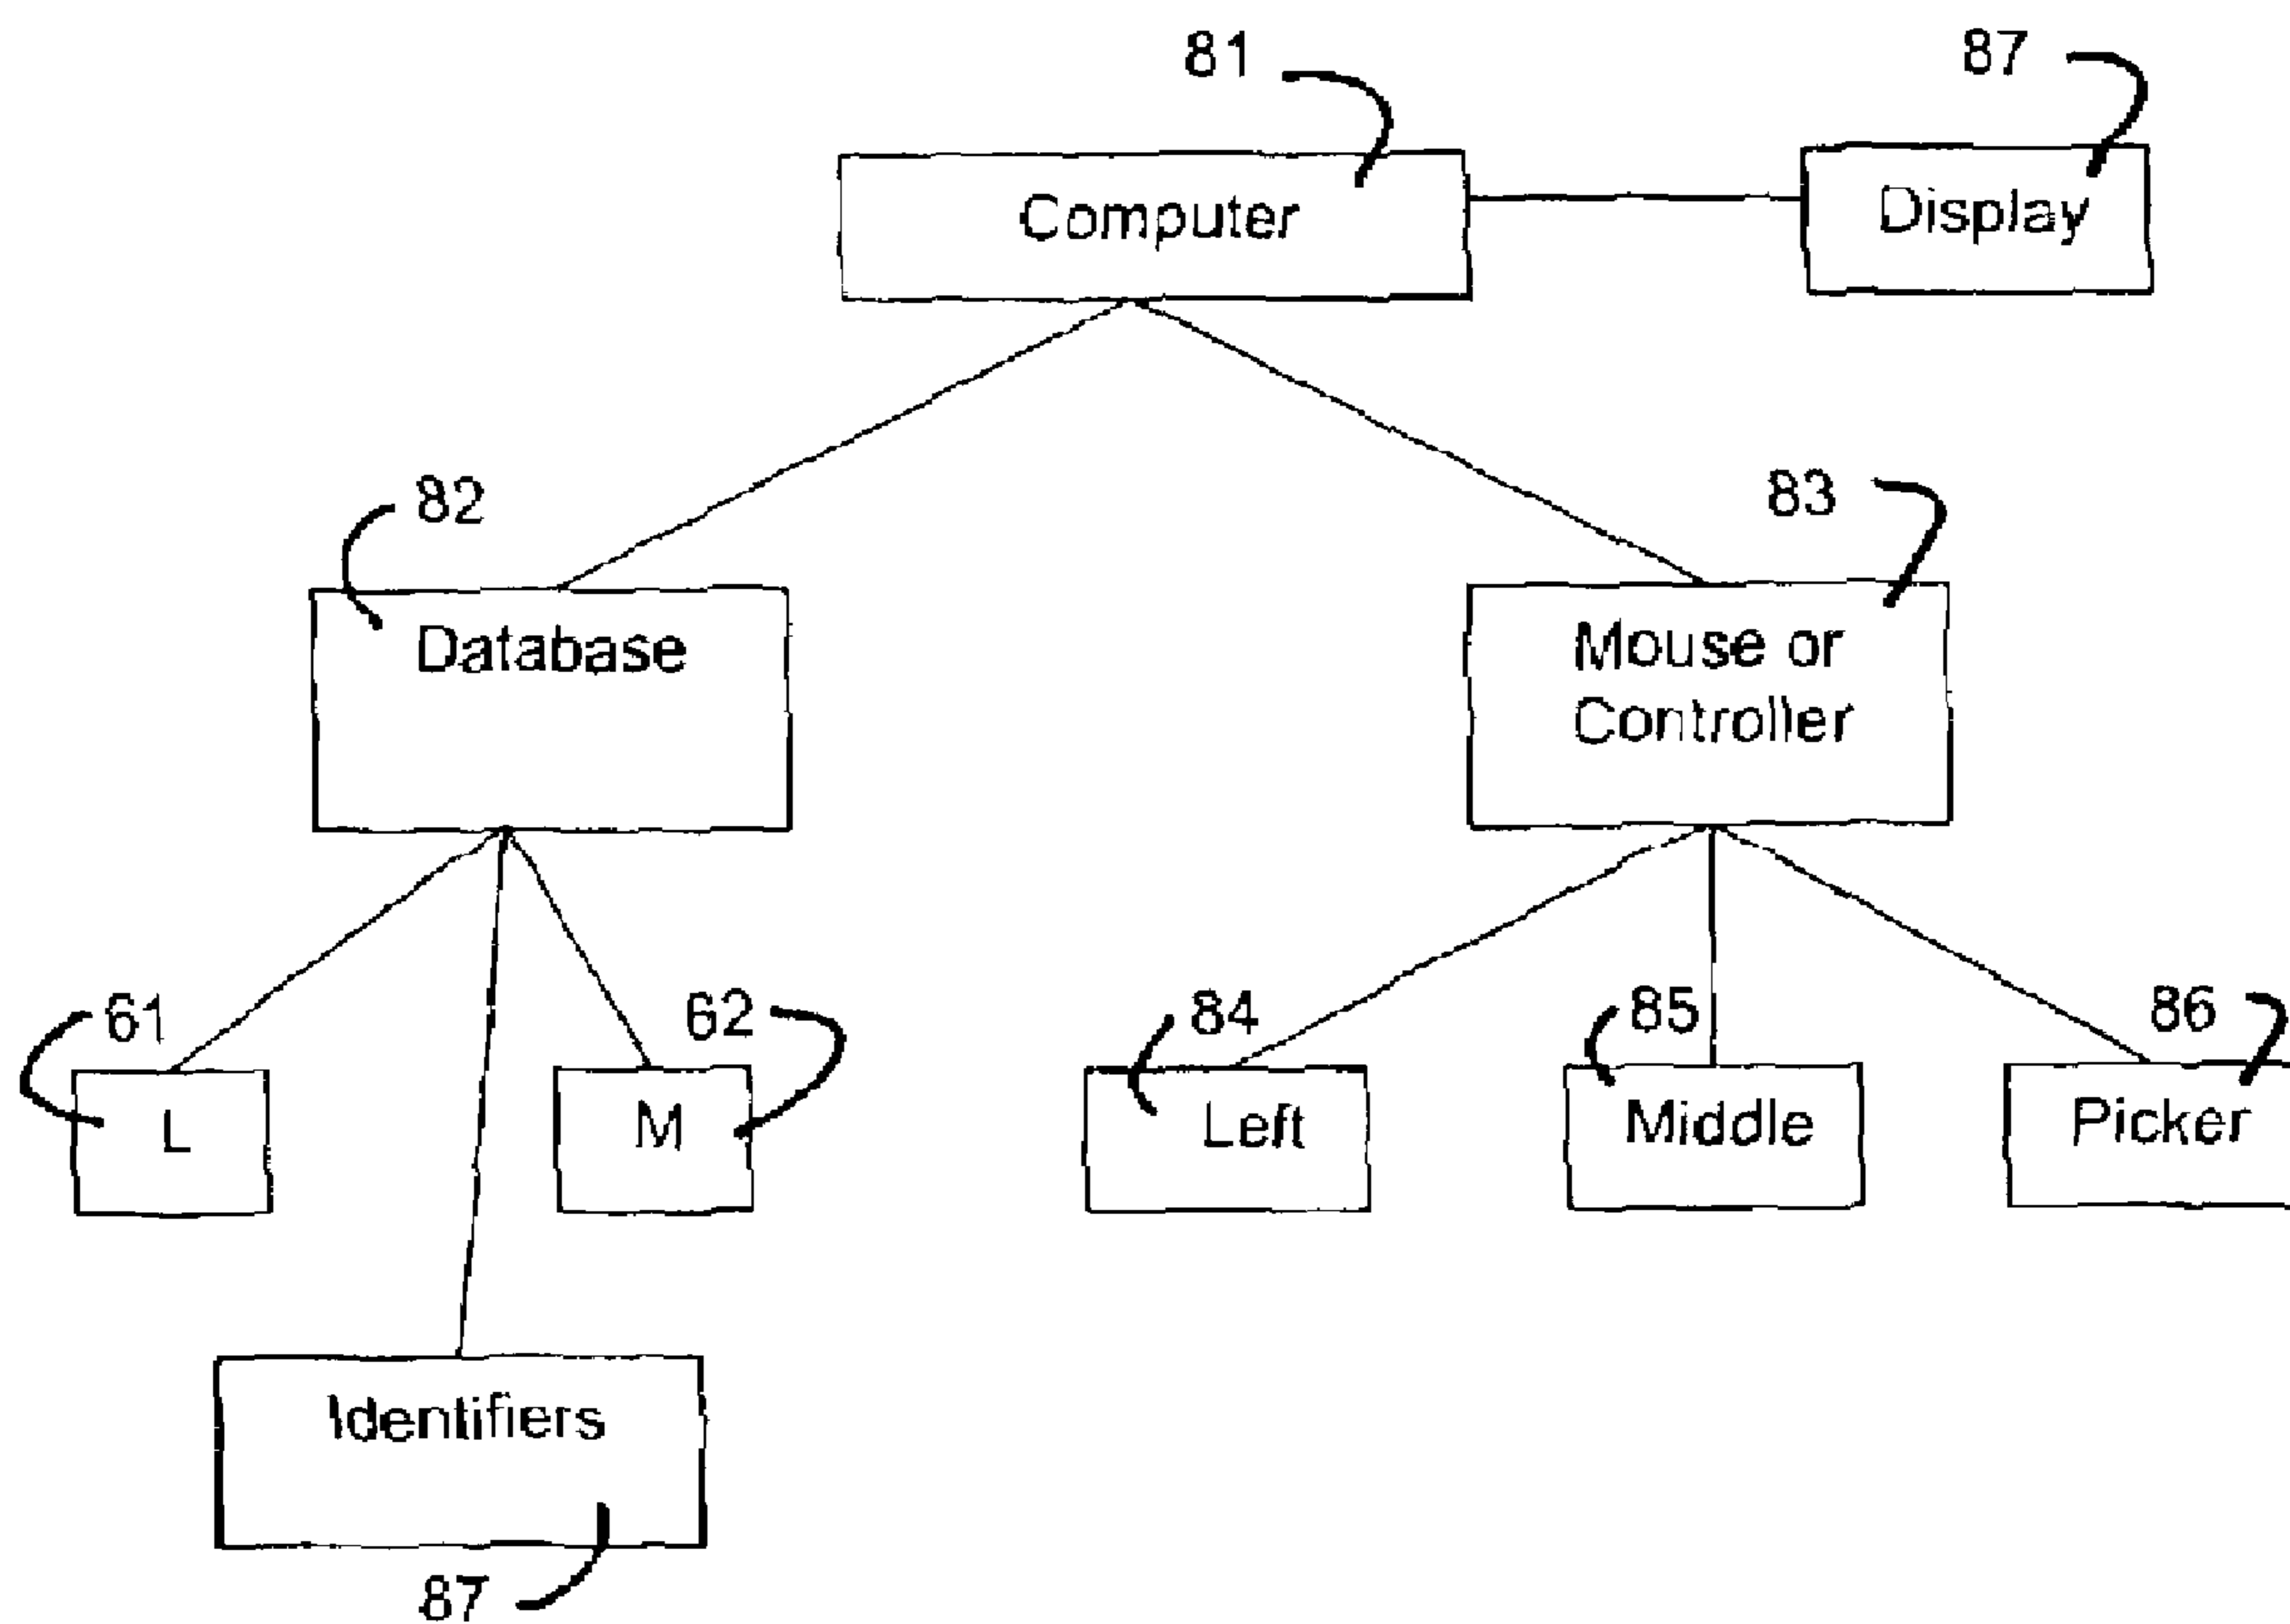 81
87
Computer
Display
82
83
Database
Mouse or
Controller
61
62
84
85
86
L
M
Left
Middle
Picker
Identifiers
87